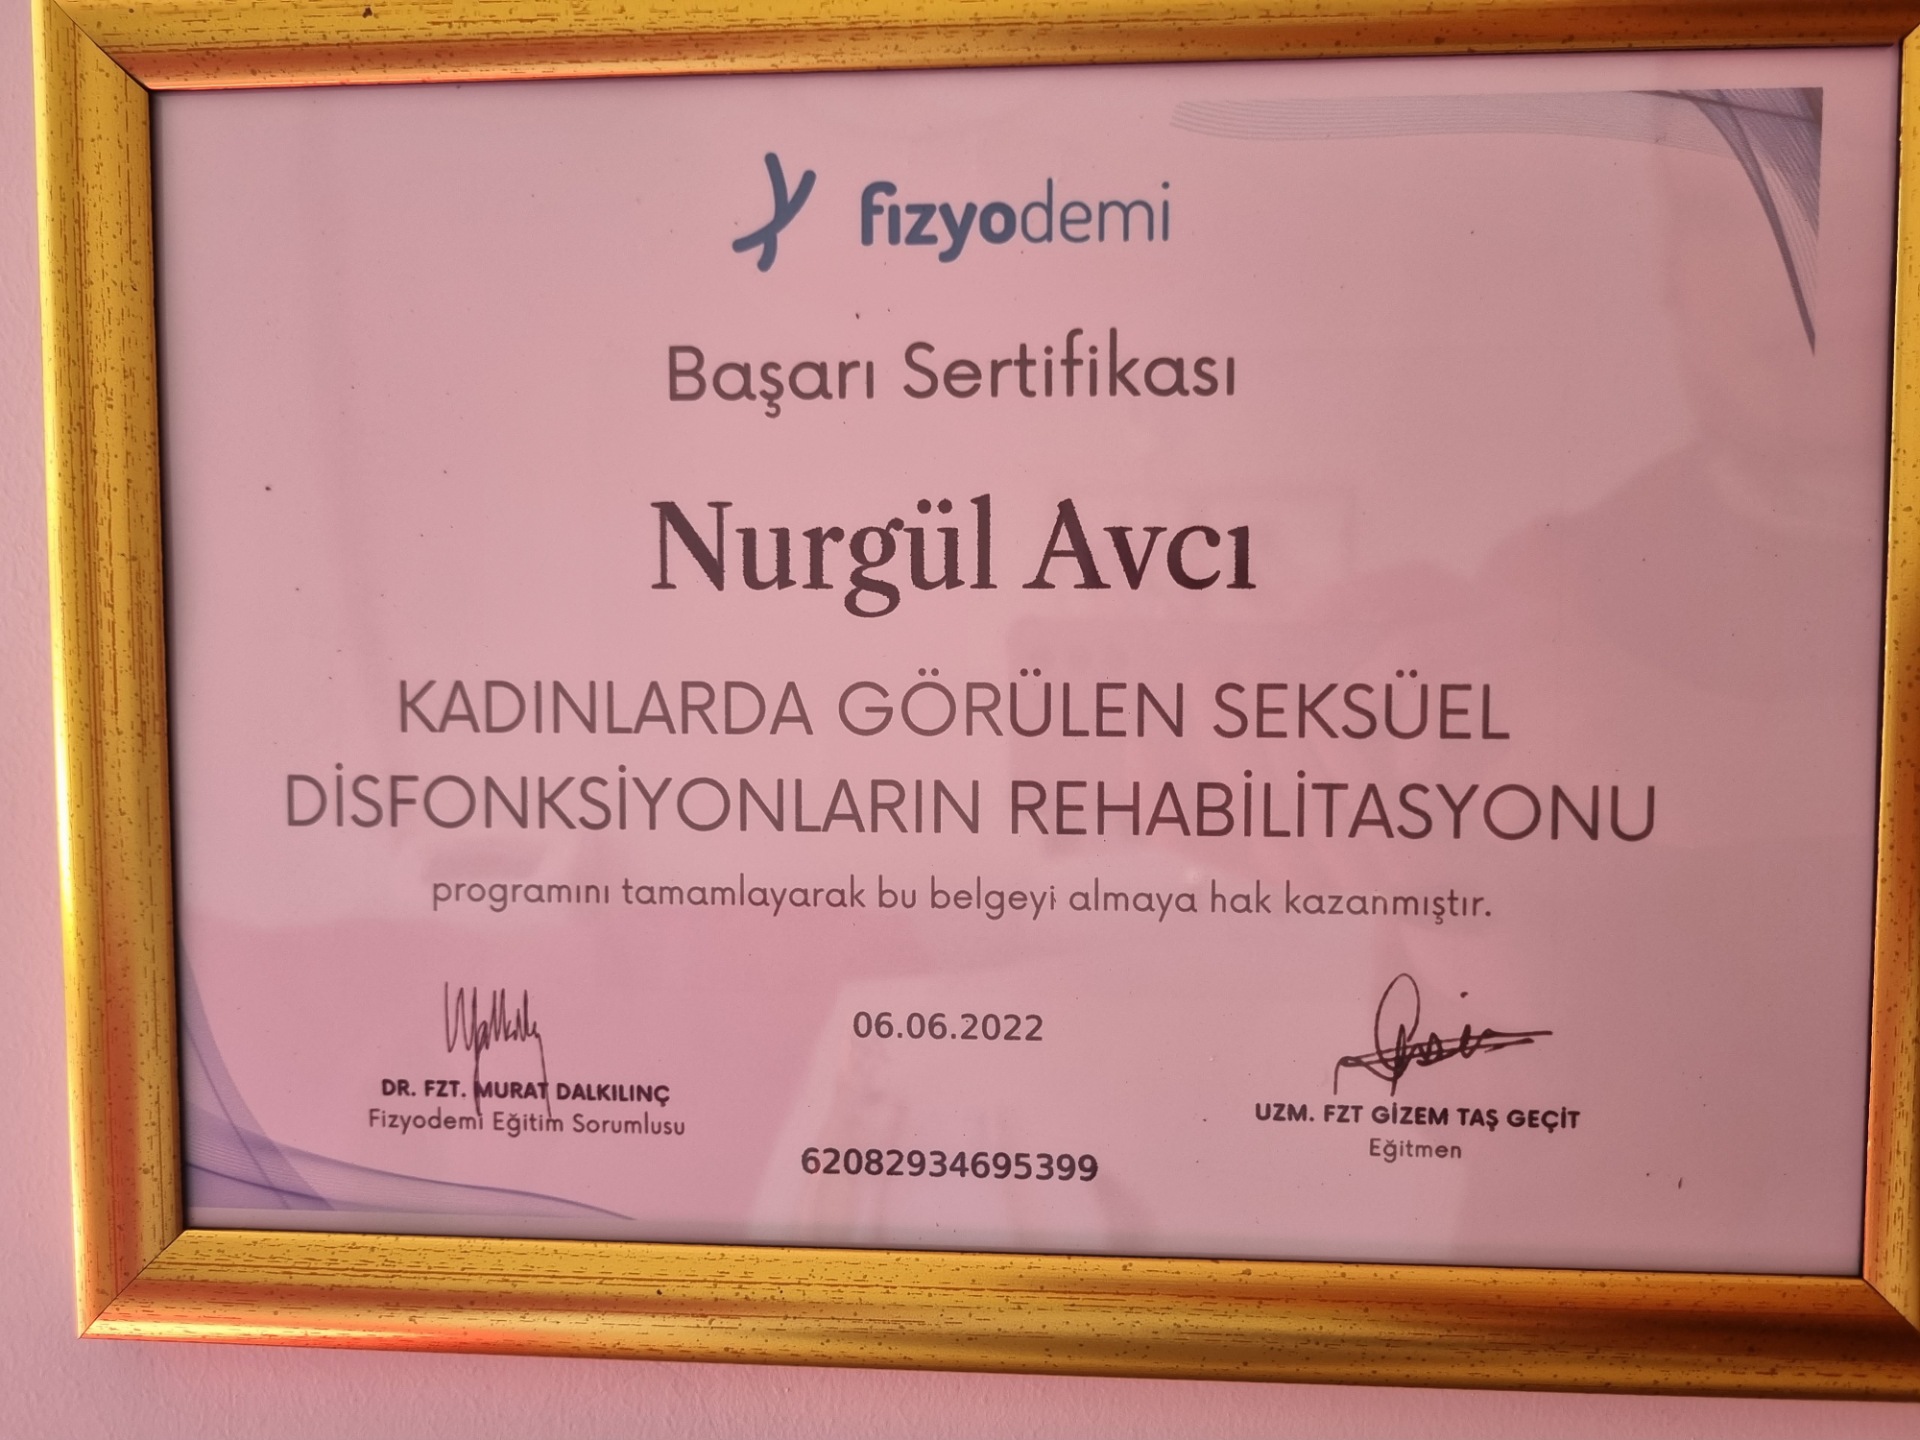 fizyodemi
Başarı Sertifikası
Nurgül Avcı
KADINLARDA GÖRÜLEN SEKSÜEL
DİSFONKSİYONLARIN REHABİLİTASYONU
programını tamamlayarak bu belgeyi almaya hak kazanmıştır.
06.06.2022
DR. FZT. MURAT DALKILINÇ
Fizyodemi Eğitim Sorumlusu
UZM. FZT GİZEM TAŞ GEÇİT
Eğitmen
62082934695399